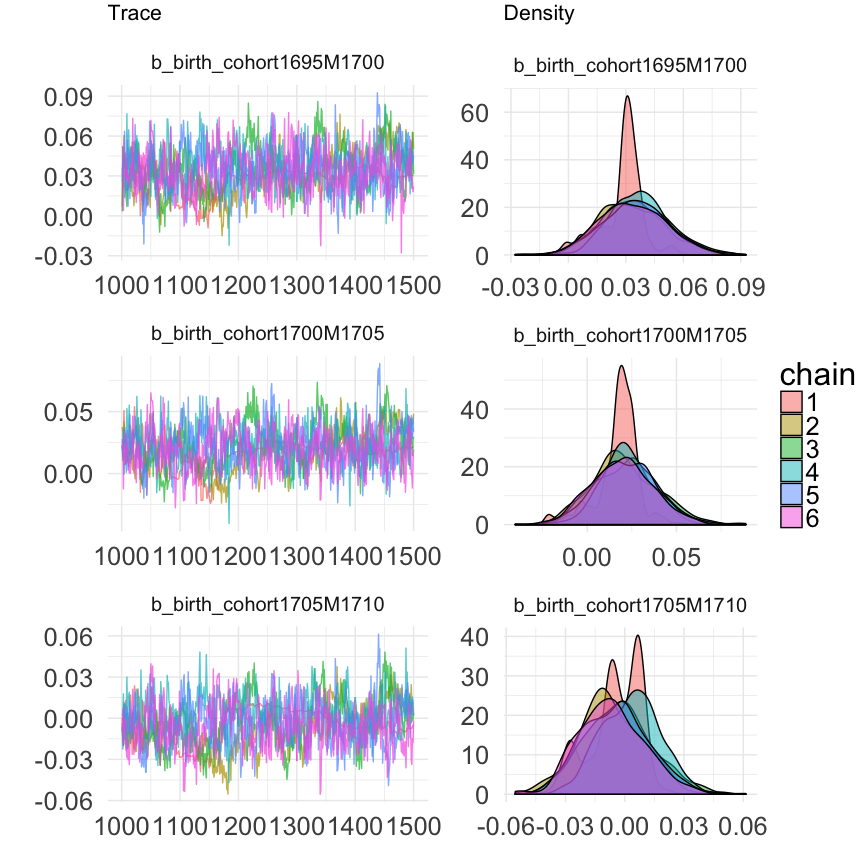 Trace
Density
b_birth_cohort1695M1700
b_birth_cohort1695M1700
0.09
0.06
0.03
0.00
-0.03
1000 1100 1200 1300 1400 1500
60
40
20
0
-0.03 0.00 0.03 0.06 0.09
b_birth_cohort1700M1705
b_birth_cohort1700M1705
0.05
0.00
1000 1100 1200 1300 1400 1500
40
20
0
0.00 0.05
chain
1
2
3
4
5
6
b_birth_cohort1705M1710
b_birth_cohort1705M1710
0.06
0.03
0.00
-0.03
-0.06
1000 1100 1200 1300 1400 1500
40
30
20
10
0
-0.06 -0.03 0.00 0.03 0.06